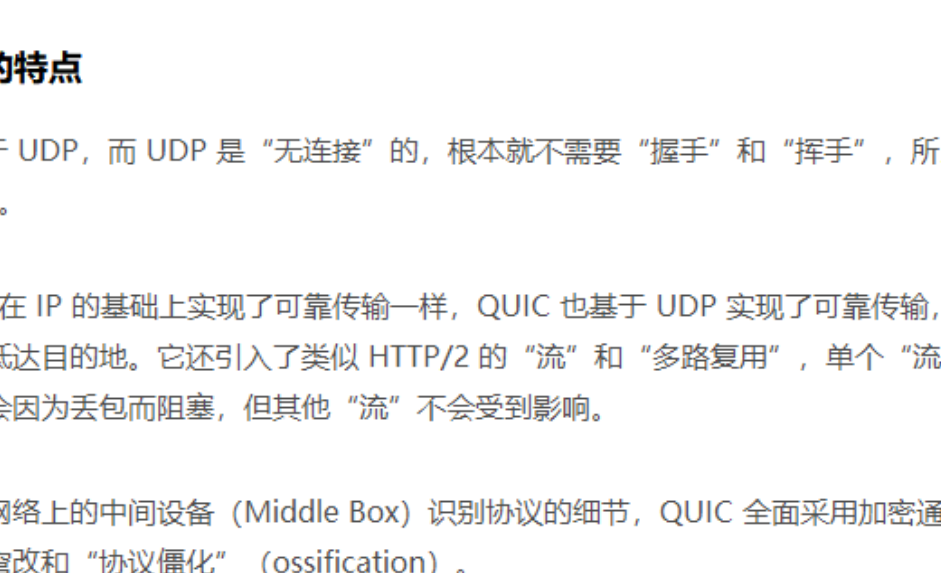 的特点
于 UDP，而 UDP 是“无连接”的，根本就不需要“握手”和“挥手”，所
。
在 IP 的基础上实现了可靠传输一样，QUIC 也基于 UDP 实现了可靠传输，
抵达目的地。它还引入了类似 HTTP/2 的“流”和“多路复用”，单个“流
会因为丢包而阻塞，但其他“流”不会受到影响。
网络上的中间设备（Middle Box）识别协议的细节，QUIC 全面采用加密通
窜改和“协议僵化”（ossification）。